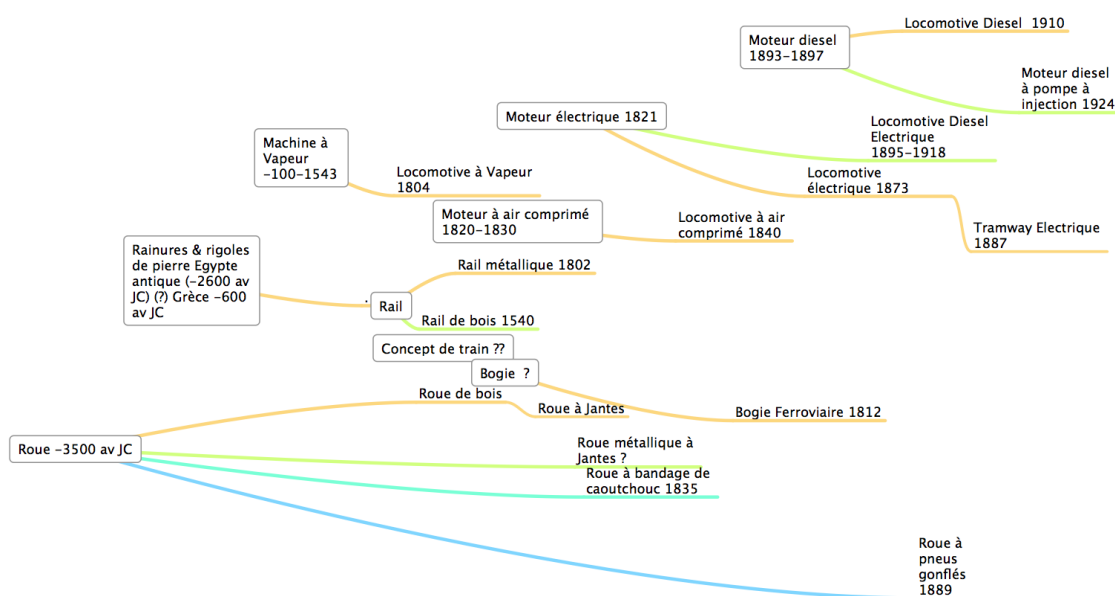 Locomotive Diesel  1910
Moteur diesel
1893-1897
Moteur diesel
à pompe à
injection 1924
Moteur électrique 1821
Locomotive Diesel
Electrique
1895-1918
Machine à
Vapeur
-100-1543
Locomotive à Vapeur
1804
Locomotive
électrique 1873
Moteur à air comprimé
1820-1830
Locomotive à air
comprimé 1840
Tramway Electrique
1887
Rainures & rigoles
de pierre Egypte
antique (-2600 av
JC) (?) Grèce -600
av JC
Rail métallique 1802
Rail
Rail de bois 1540
Concept de train ??
Bogie  ?
Roue de bois
Roue à Jantes
Bogie Ferroviaire 1812
Roue -3500 av JC
Roue métallique à
Jantes ?
Roue à bandage de
caoutchouc 1835
Roue à
pneus
gonflés
1889